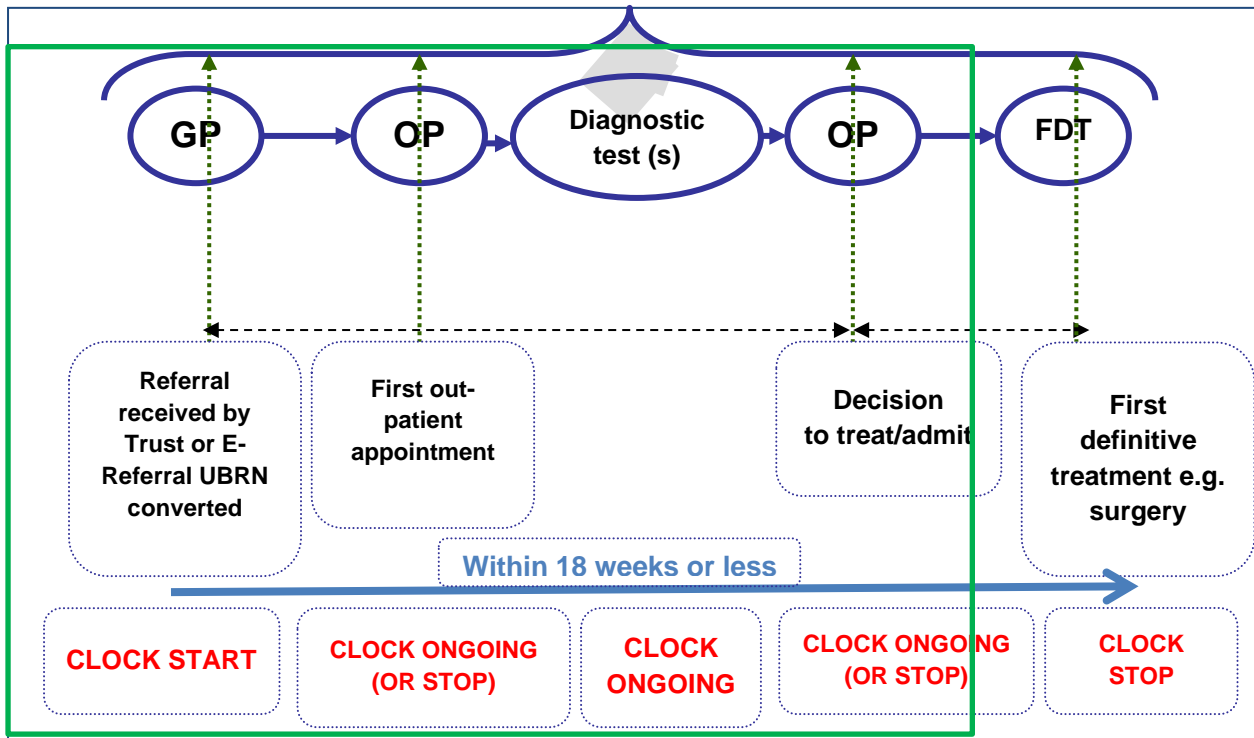 GP
OP
Diagnostic
test (s)
OP
FDT
Referral
received by
Trust or E-
Referral UBRN
converted
First out-
patient
appointment
Decision
to treat/admit
First
definitive
treatment e.g.
surgery
Within 18 weeks or less
CLOCK START
CLOCK ONGOING
(OR STOP)
CLOCK
ONGOING
CLOCK ONGOING
(OR STOP)
CLOCK
STOP